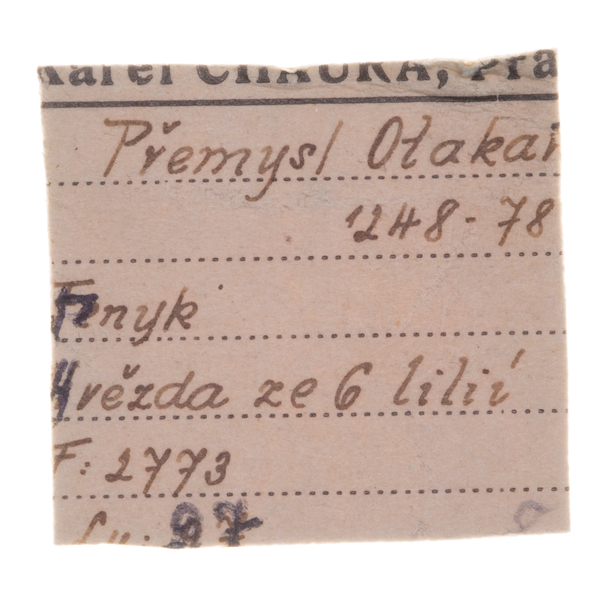 Karel CHAURA, Pra
Přemysl Otakar
1248-78
Fenyk
Hvězda ze 6 lilií
F: 2773